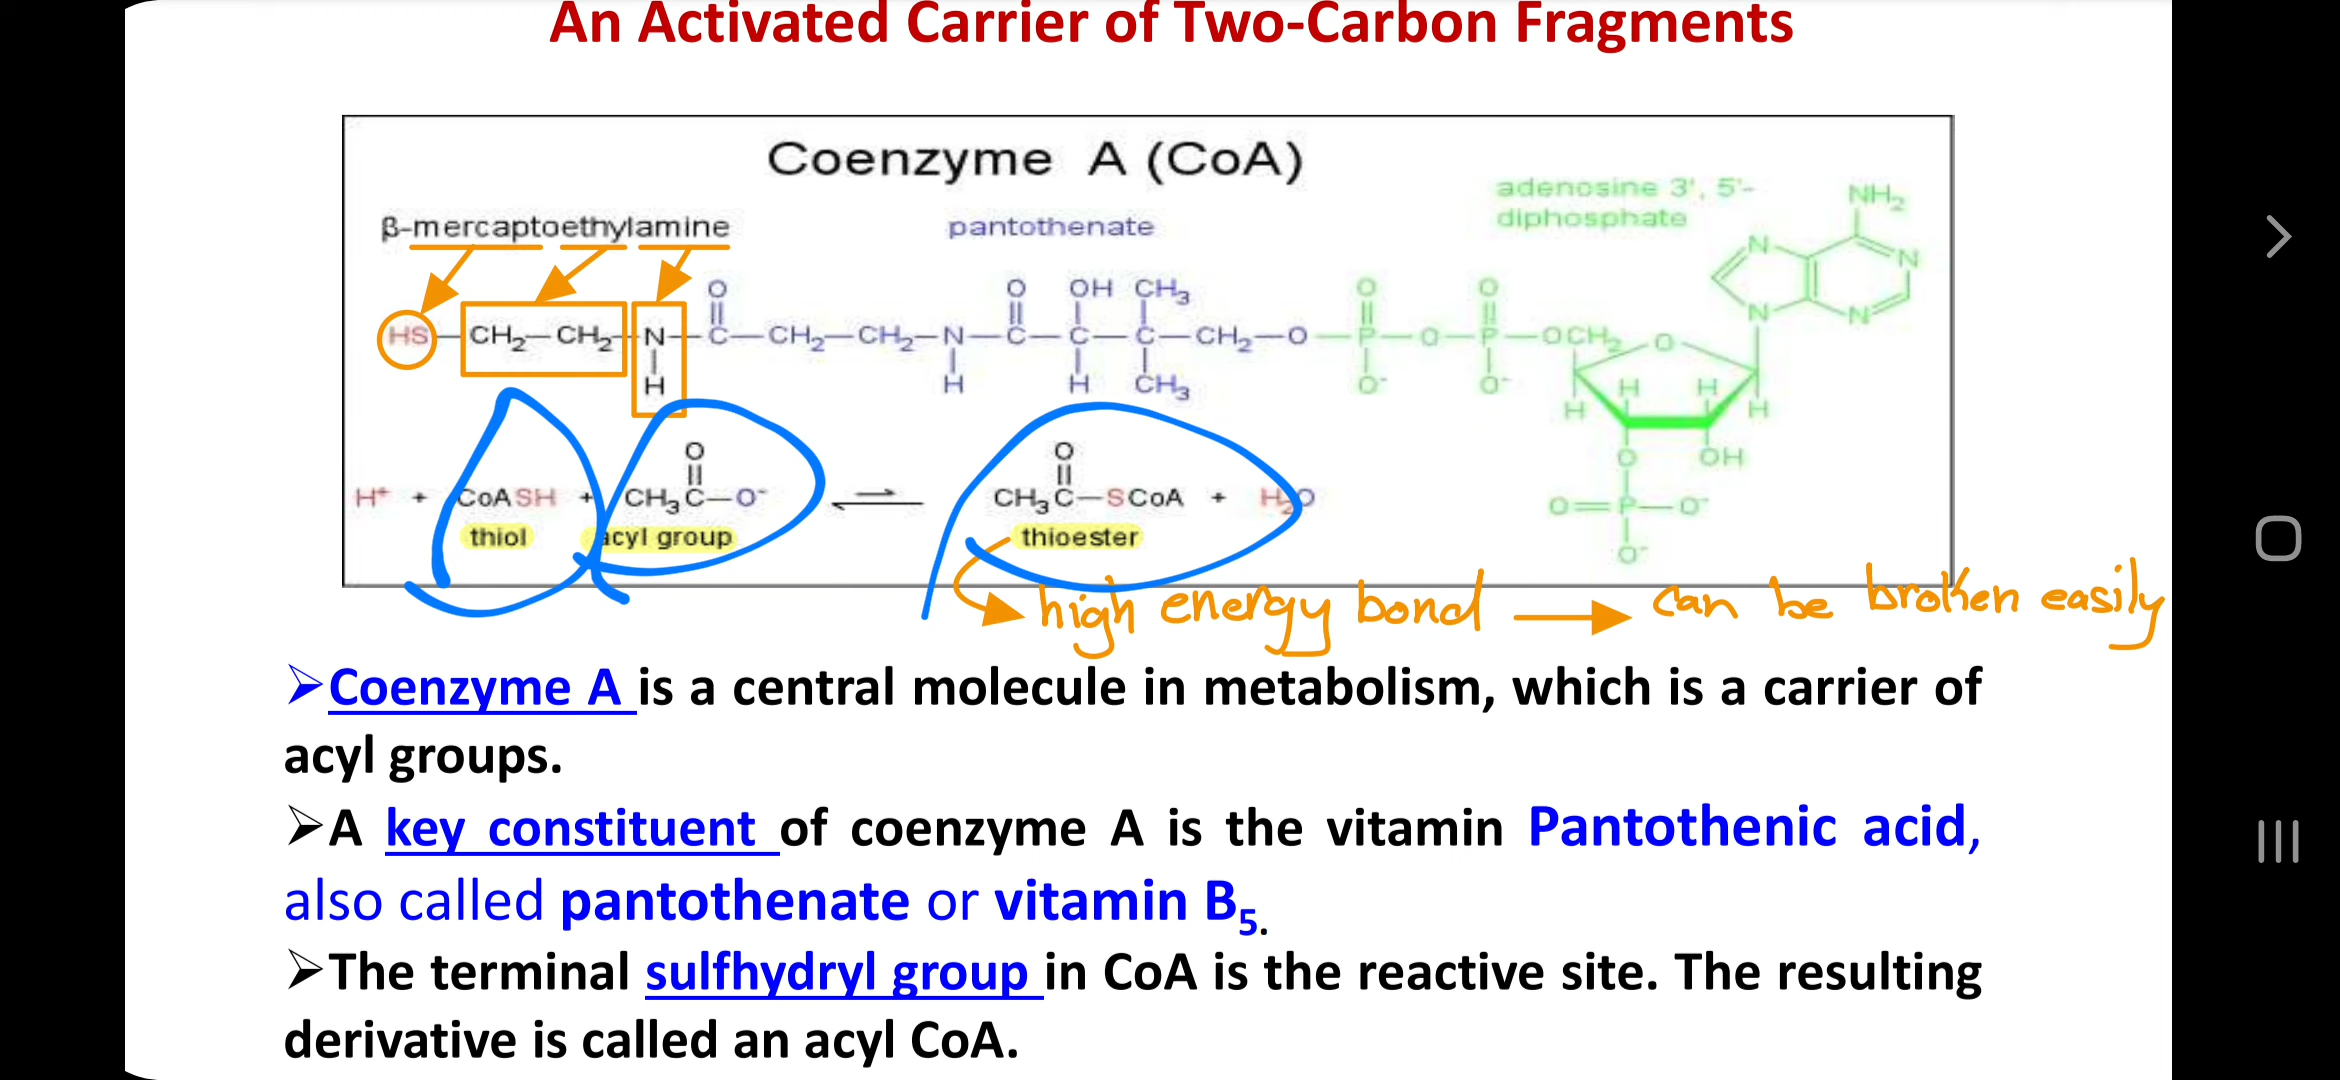 An Activated Carrier of Two-Carbon Fragments
Coenzyme A (CoA)
β-mercaptoethylamine
pantothenate
adenosine 3', 5'-
diphosphate
NH₂
N N
N N
O O OH CH₃ O O
HS—CH₂—CH₂—N—C—CH₂—CH₂—N—C—C—C—CH₂—O—P—O—P—OCH₂ O
H H H CH₃ O⁻ O⁻ H H H H
O OH
O=P—O⁻
O⁻
O O
H⁺ + CoASH + CH₃C—O⁻ ⇌ CH₃C—SCoA + H₂O
thiol acyl group thioester
high energy bond → can be broken easily
➢Coenzyme A is a central molecule in metabolism, which is a carrier of
acyl groups.
➢A key constituent of coenzyme A is the vitamin Pantothenic acid,
also called pantothenate or vitamin B₅.
➢The terminal sulfhydryl group in CoA is the reactive site. The resulting
derivative is called an acyl CoA.